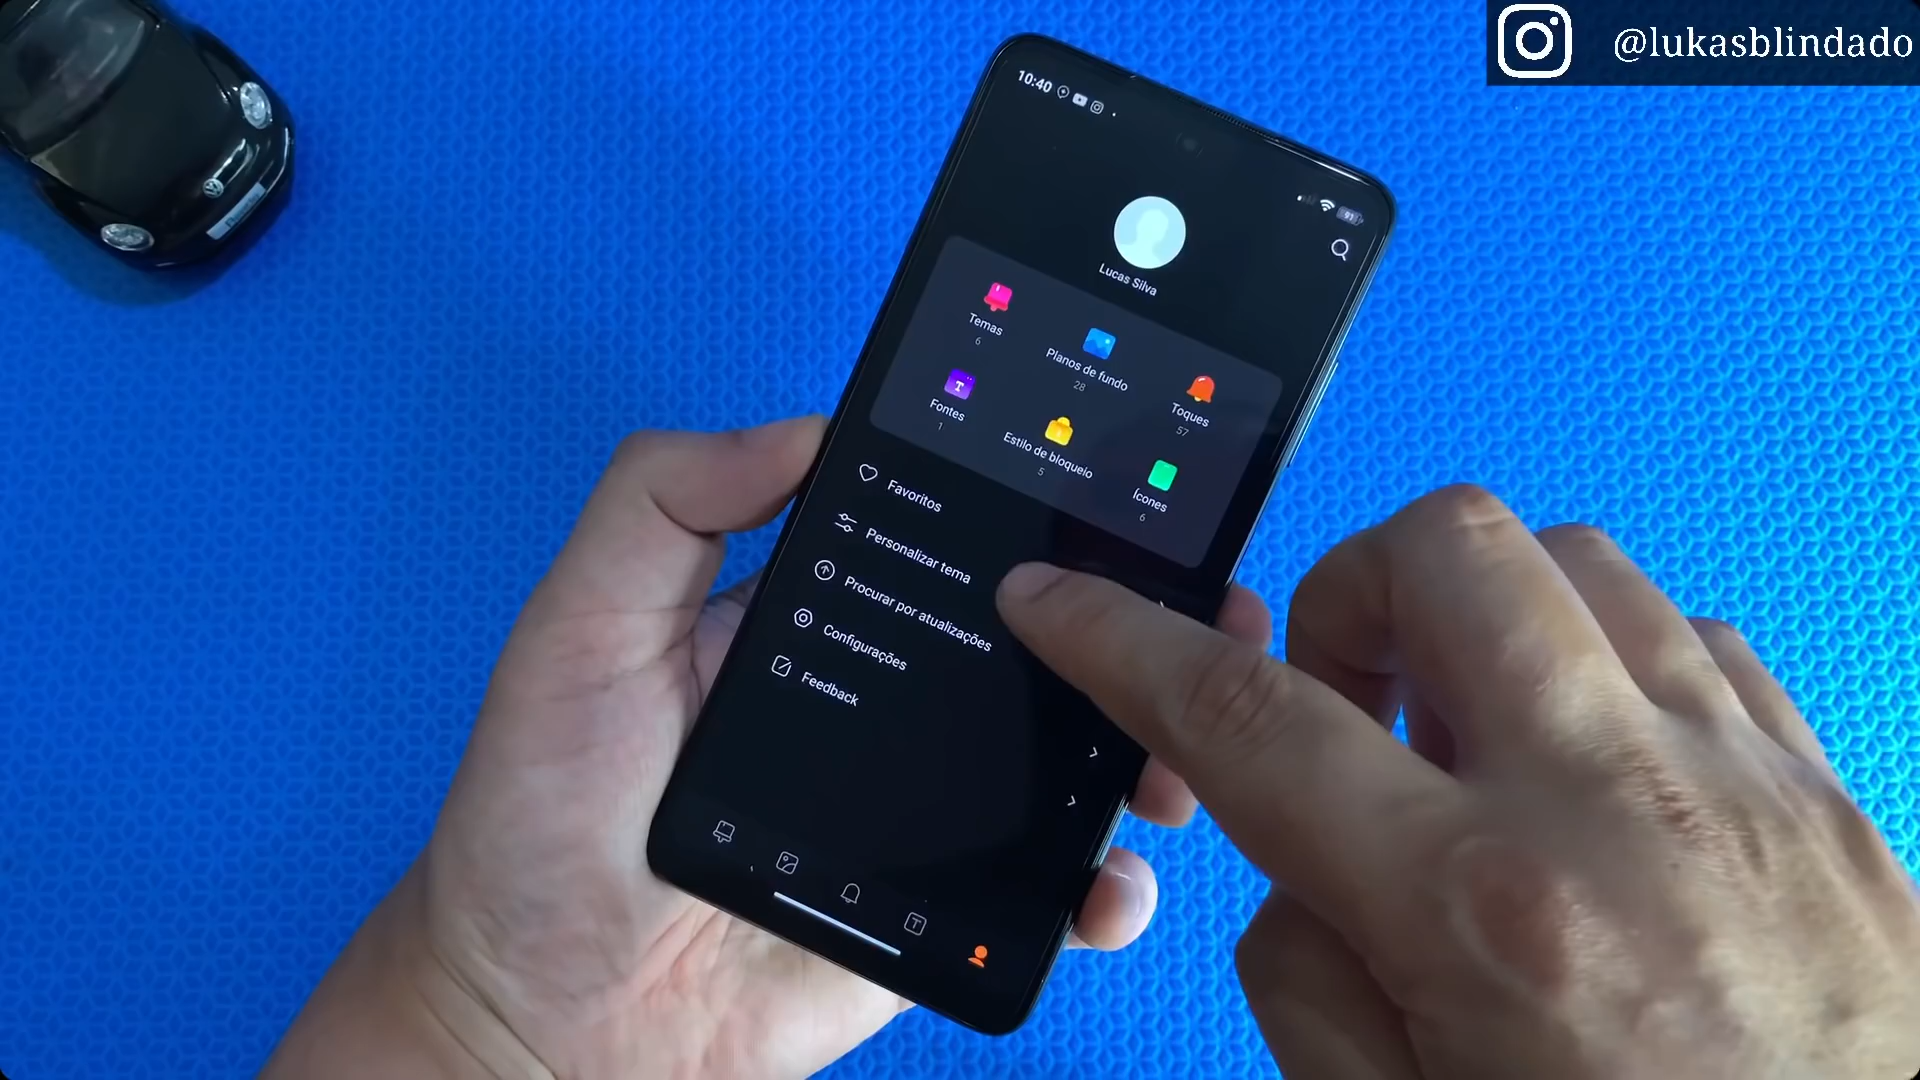 @lukasblindado
10:40
91
Lucas Silva
Temas
6
Planos de fundo
28
Toques
57
Fontes
1
Estilo de bloqueio
5
Ícones
6
Favoritos
Personalizar tema
Procurar por atualizações
Configurações
Feedback